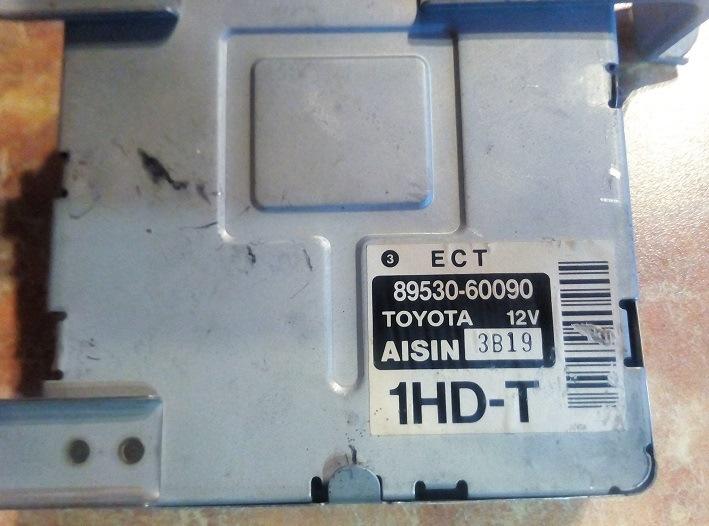 3 ECT
89530-60090
TOYOTA 12V
AISIN 3B19
1HD-T